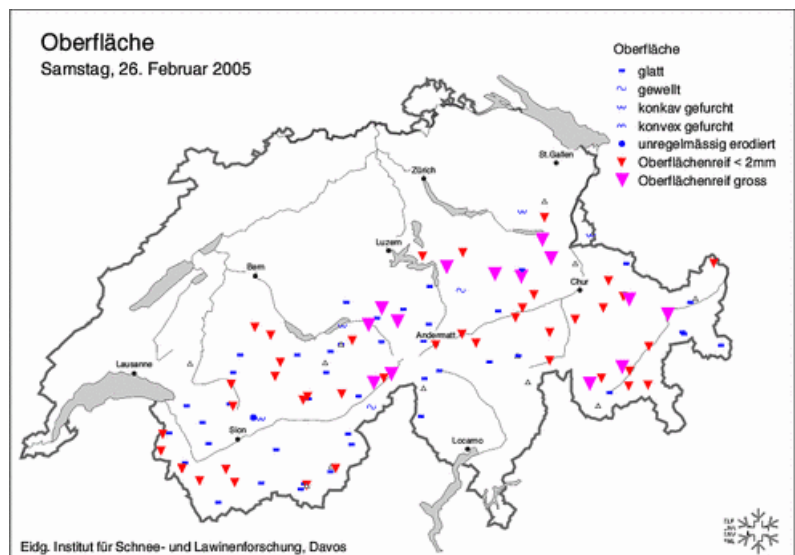 Oberfläche
Samstag, 26. Februar 2005
Oberfläche
glatt
gewellt
konkav gefurcht
konvex gefurcht
unregelmässig erodiert
Oberflächenreif < 2mm
Oberflächenreif gross
St.Gallen
Zürich
Luzern
Bern
Chur
Andermatt
Lausanne
Sion
Locarno
Eidg. Institut für Schnee- und Lawinenforschung, Davos